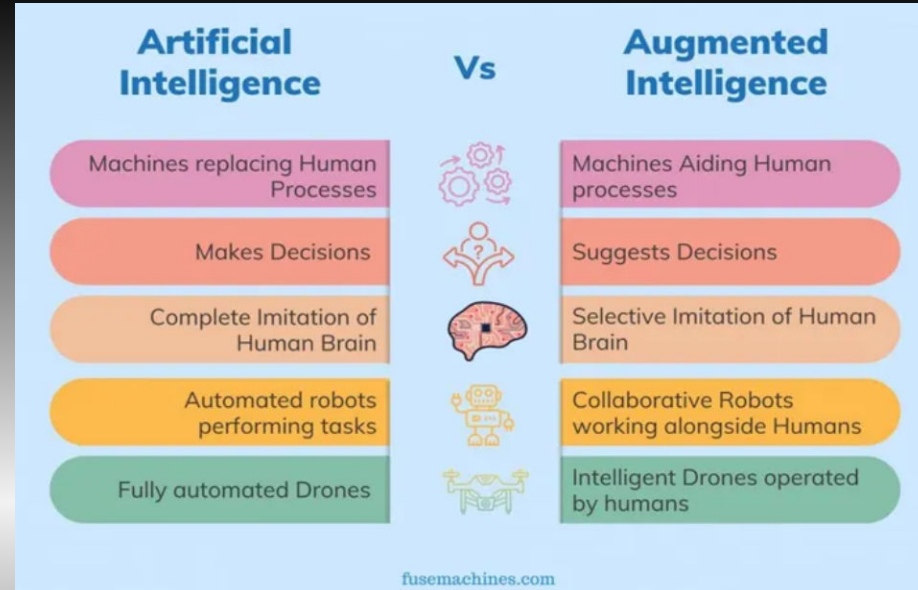 Artificial
Intelligence
Vs
Augmented
Intelligence
Machines replacing Human
Processes
Machines Aiding Human
processes
Makes Decisions
?
Suggests Decisions
Complete Imitation of
Human Brain
Selective Imitation of Human
Brain
Automated robots
performing tasks
Collaborative Robots
working alongside Humans
Fully automated Drones
Intelligent Drones operated
by humans
fusemachines.com